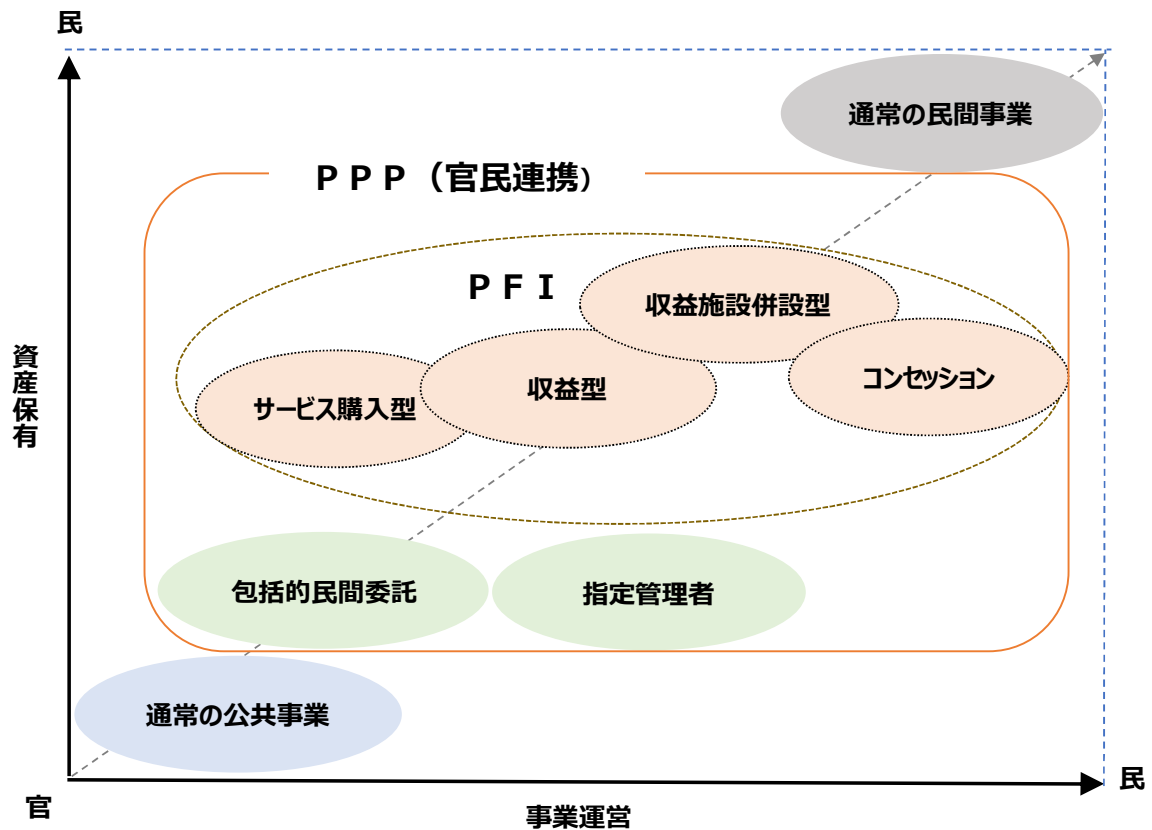 民
通常の民間事業
ＰＰＰ（官民連携）
ＰＦＩ
収益施設併設型
コンセッション
収益型
サービス購入型
資産保有
包括的民間委託
指定管理者
通常の公共事業
官
事業運営
民